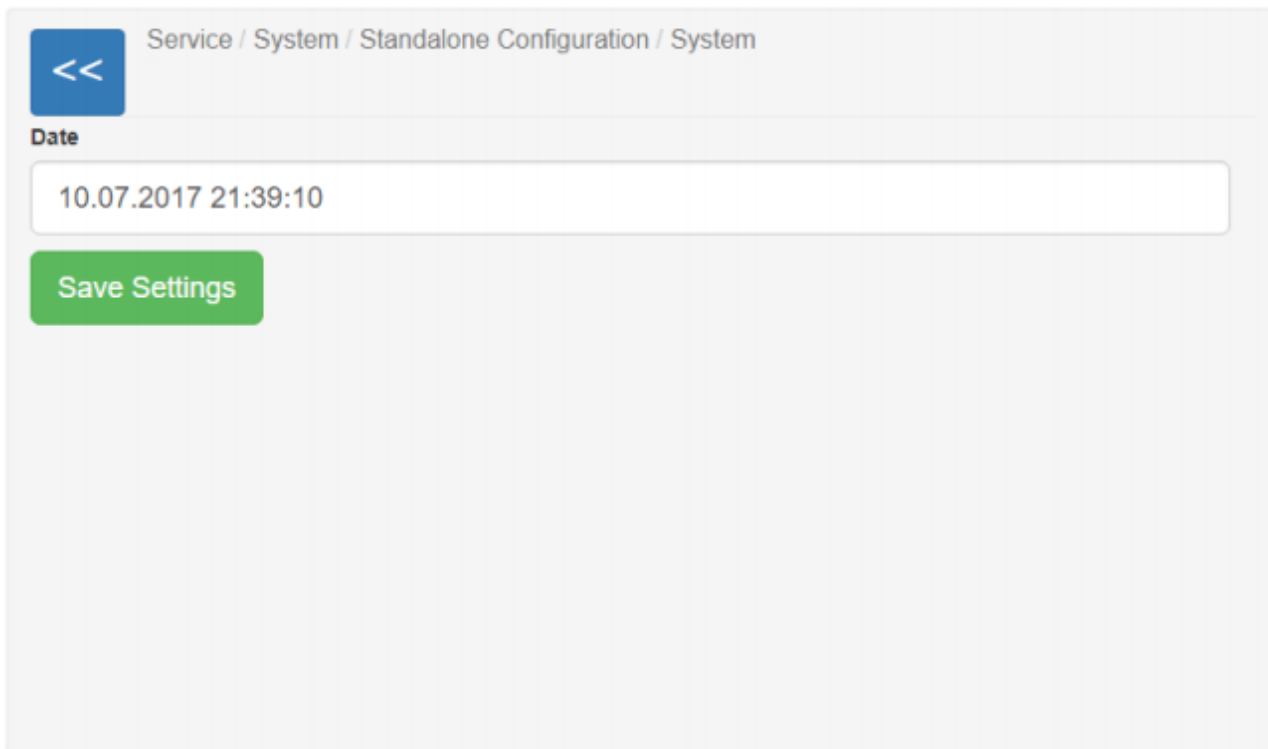 <<
Service / System / Standalone Configuration / System
Date
10.07.2017 21:39:10
Save Settings